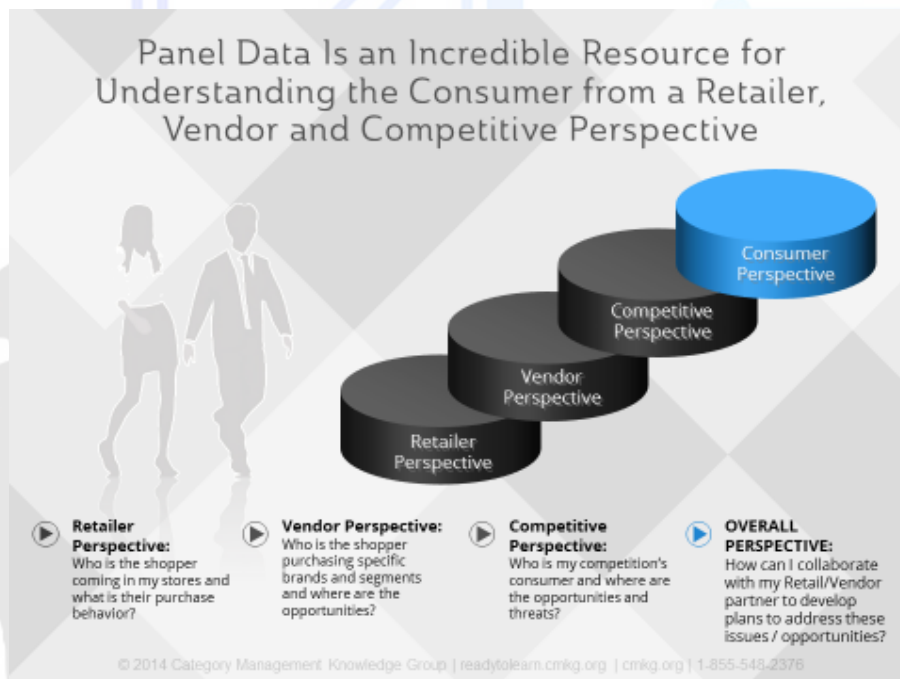 Panel Data Is an Incredible Resource for
Understanding the Consumer from a Retailer,
Vendor and Competitive Perspective
Consumer
Perspective
Competitive
Perspective
Vendor
Perspective
Retailer
Perspective
Retailer
Perspective:
Who is the shopper
coming in my stores and
what is their purchase
behavior?
Vendor Perspective:
Who is the shopper
purchasing specific
brands and segments
and where are the
opportunities?
Competitive
Perspective:
Who is my competition's
consumer and where are
the opportunities and
threats?
OVERALL
PERSPECTIVE:
How can I collaborate
with my Retail/Vendor
partner to develop
plans to address these
issues / opportunities?
© 2014 Category Management Knowledge Group | readytolearn.cmkg.org | cmkg.org | 1-855-548-2376